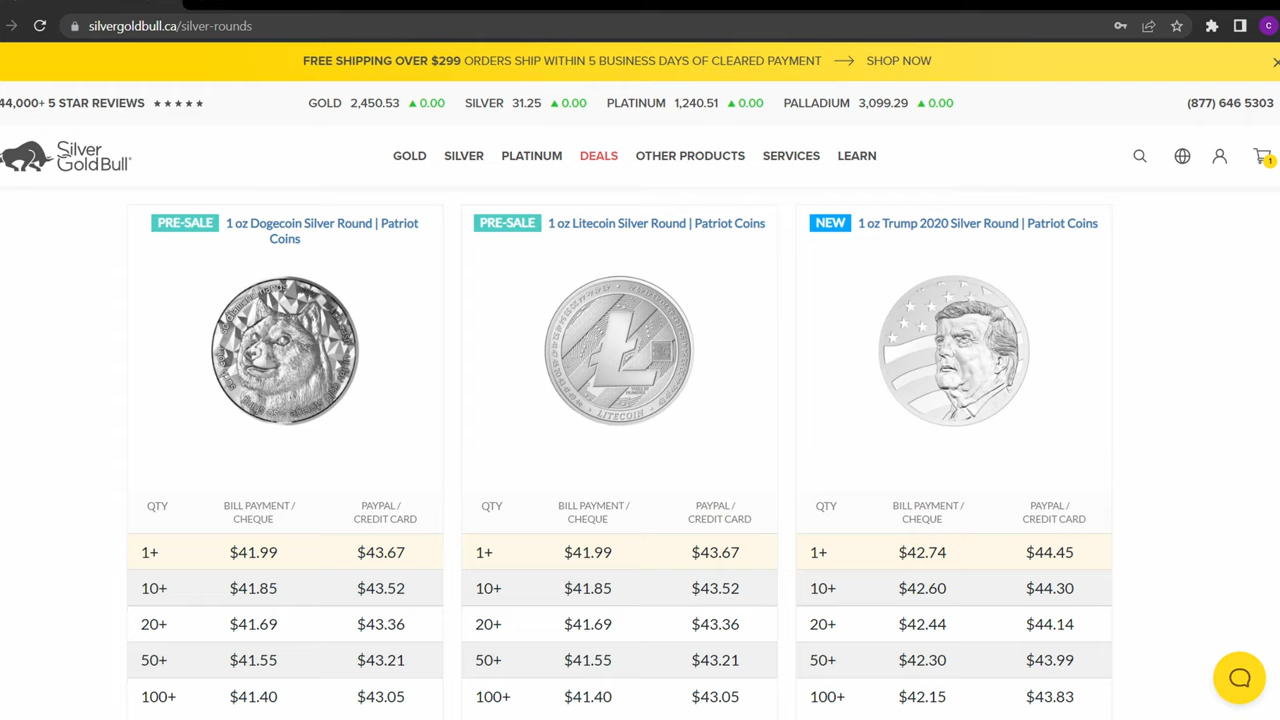 silvergoldbull.ca/silver-rounds
C
FREE SHIPPING OVER $299 ORDERS SHIP WITHIN 5 BUSINESS DAYS OF CLEARED PAYMENT → SHOP NOW
44,000+ 5 STAR REVIEWS ★★★★★ GOLD 2,450.53 ▲0.00 SILVER 31.25 ▲0.00 PLATINUM 1,240.51 ▲0.00 PALLADIUM 3,099.29 ▲0.00 (877) 646 5303
Silver
GoldBull
GOLD SILVER PLATINUM DEALS OTHER PRODUCTS SERVICES LEARN 1
PRE-SALE 1 oz Dogecoin Silver Round | Patriot
Coins
QTY BILL PAYMENT / PAYPAL /
CHEQUE CREDIT CARD
1+ $41.99 $43.67
10+ $41.85 $43.52
20+ $41.69 $43.36
50+ $41.55 $43.21
100+ $41.40 $43.05
PRE-SALE 1 oz Litecoin Silver Round | Patriot Coins
LITECOIN
QTY BILL PAYMENT / PAYPAL /
CHEQUE CREDIT CARD
1+ $41.99 $43.67
10+ $41.85 $43.52
20+ $41.69 $43.36
50+ $41.55 $43.21
100+ $41.40 $43.05
NEW 1 oz Trump 2020 Silver Round | Patriot Coins
QTY BILL PAYMENT / PAYPAL /
CHEQUE CREDIT CARD
1+ $42.74 $44.45
10+ $42.60 $44.30
20+ $42.44 $44.14
50+ $42.30 $43.99
100+ $42.15 $43.83